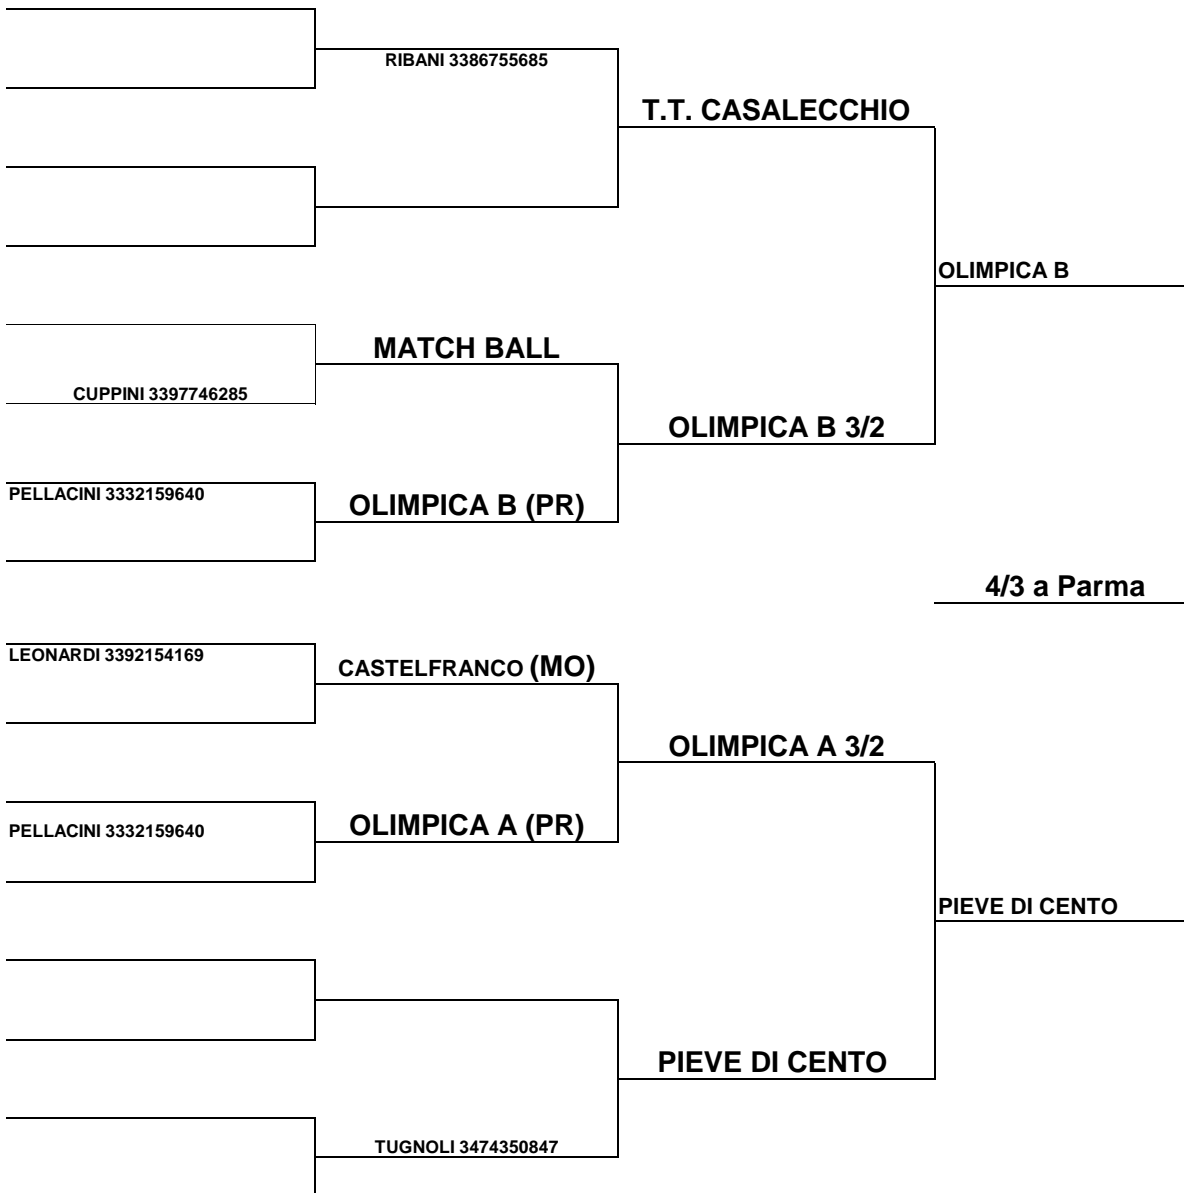 RIBANI 3386755685
T.T. CASALECCHIO
OLIMPICA B
MATCH BALL
CUPPINI 3397746285
OLIMPICA B 3/2
PELLACINI 3332159640
OLIMPICA B (PR)
4/3 a Parma
LEONARDI 3392154169
CASTELFRANCO (MO)
OLIMPICA A 3/2
PELLACINI 3332159640
OLIMPICA A (PR)
PIEVE DI CENTO
PIEVE DI CENTO
TUGNOLI 3474350847